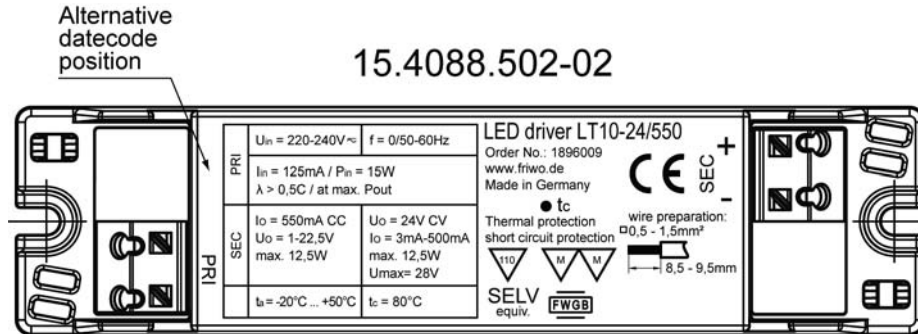 Alternative
datecode
position
15.4088.502-02
PRI
Uin = 220-240V≂
f = 0/50-60Hz
Iin = 125mA / Pin = 15W
λ > 0,5C / at max. Pout
SEC
Io = 550mA CC
Uo = 1-22,5V
max. 12,5W
Uo = 24V CV
Io = 3mA-500mA
max. 12,5W
Umax= 28V
ta = -20°C ... +50°C
tc = 80°C
PRI
LED driver LT10-24/550
Order No.: 1896009
www.friwo.de
Made in Germany
● tc
Thermal protection
short circuit protection
110
M
M
SELV
equiv.
FWGB
CE
SEC
+
-
wire preparation:
□0,5 - 1,5mm²
8,5 - 9,5mm